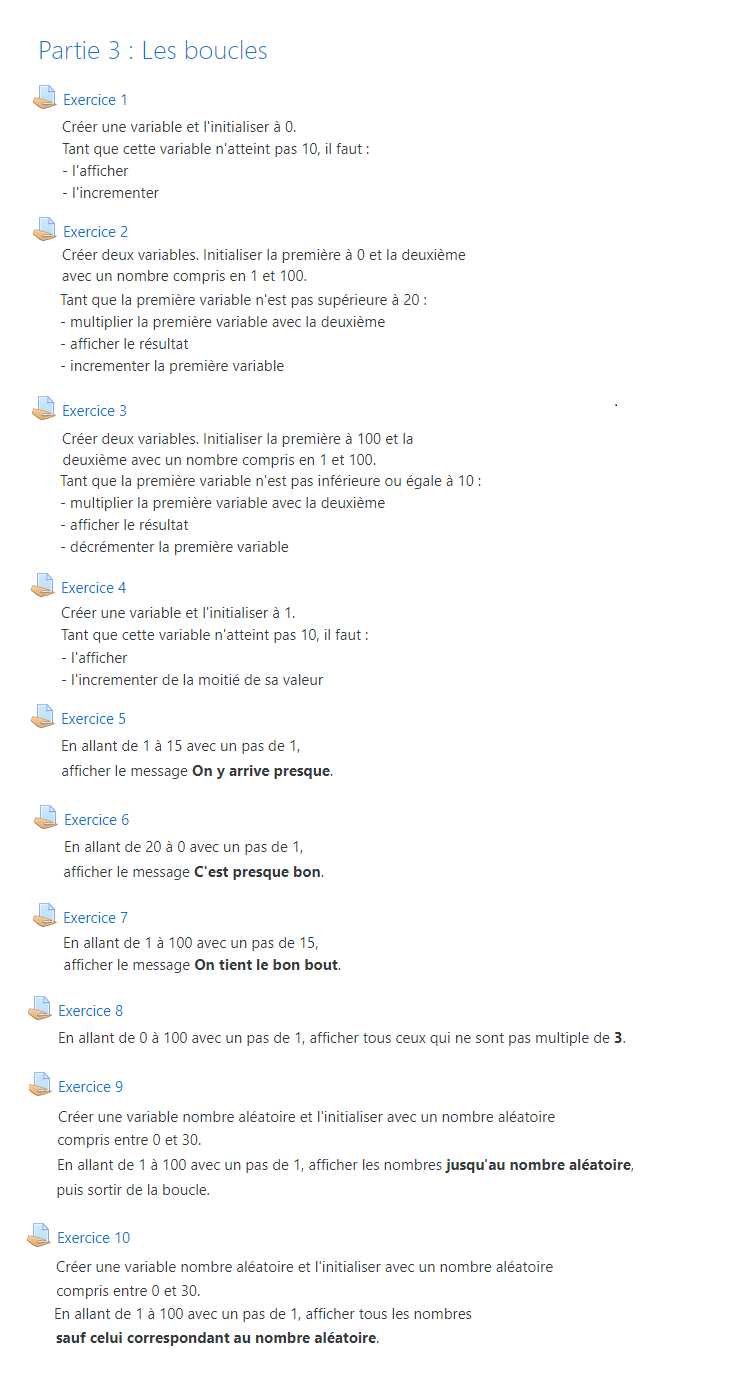 Partie 3 : Les boucles
Exercice 1
Créer une variable et l'initialiser à 0.
Tant que cette variable n'atteint pas 10, il faut :
- l'afficher
- l'incrementer
Exercice 2
Créer deux variables. Initialiser la première à 0 et la deuxième
avec un nombre compris en 1 et 100.
Tant que la première variable n'est pas supérieure à 20 :
- multiplier la première variable avec la deuxième
- afficher le résultat
- incrementer la première variable
Exercice 3
Créer deux variables. Initialiser la première à 100 et la
deuxième avec un nombre compris en 1 et 100.
Tant que la première variable n'est pas inférieure ou égale à 10 :
- multiplier la première variable avec la deuxième
- afficher le résultat
- décrémenter la première variable
Exercice 4
Créer une variable et l'initialiser à 1.
Tant que cette variable n'atteint pas 10, il faut :
- l'afficher
- l'incrementer de la moitié de sa valeur
Exercice 5
En allant de 1 à 15 avec un pas de 1,
afficher le message On y arrive presque.
Exercice 6
En allant de 20 à 0 avec un pas de 1,
afficher le message C'est presque bon.
Exercice 7
En allant de 1 à 100 avec un pas de 15,
afficher le message On tient le bon bout.
Exercice 8
En allant de 0 à 100 avec un pas de 1, afficher tous ceux qui ne sont pas multiple de 3.
Exercice 9
Créer une variable nombre aléatoire et l'initialiser avec un nombre aléatoire
compris entre 0 et 30.
En allant de 1 à 100 avec un pas de 1, afficher les nombres jusqu'au nombre aléatoire,
puis sortir de la boucle.
Exercice 10
Créer une variable nombre aléatoire et l'initialiser avec un nombre aléatoire
compris entre 0 et 30.
En allant de 1 à 100 avec un pas de 1, afficher tous les nombres
sauf celui correspondant au nombre aléatoire.